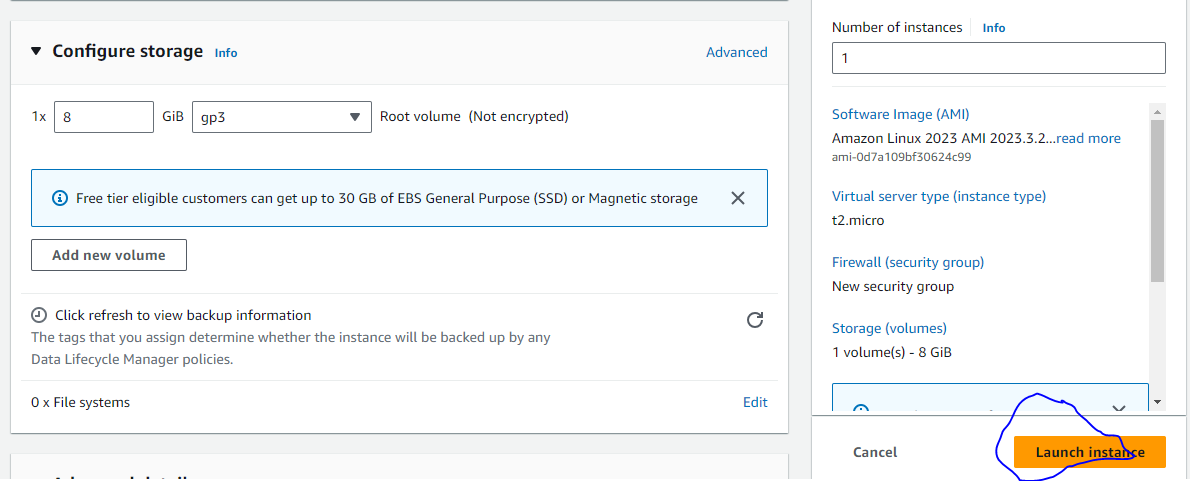 Configure storage Info
Advanced
1x 8 GiB gp3 Root volume (Not encrypted)
Free tier eligible customers can get up to 30 GB of EBS General Purpose (SSD) or Magnetic storage
Add new volume
Click refresh to view backup information
The tags that you assign determine whether the instance will be backed up by any
Data Lifecycle Manager policies.
0 x File systems
Edit
Number of instances Info
1
Software Image (AMI)
Amazon Linux 2023 AMI 2023.3.2...read more
ami-0d7a109bf30624c99
Virtual server type (instance type)
t2.micro
Firewall (security group)
New security group
Storage (volumes)
1 volume(s) - 8 GiB
Cancel
Launch instance